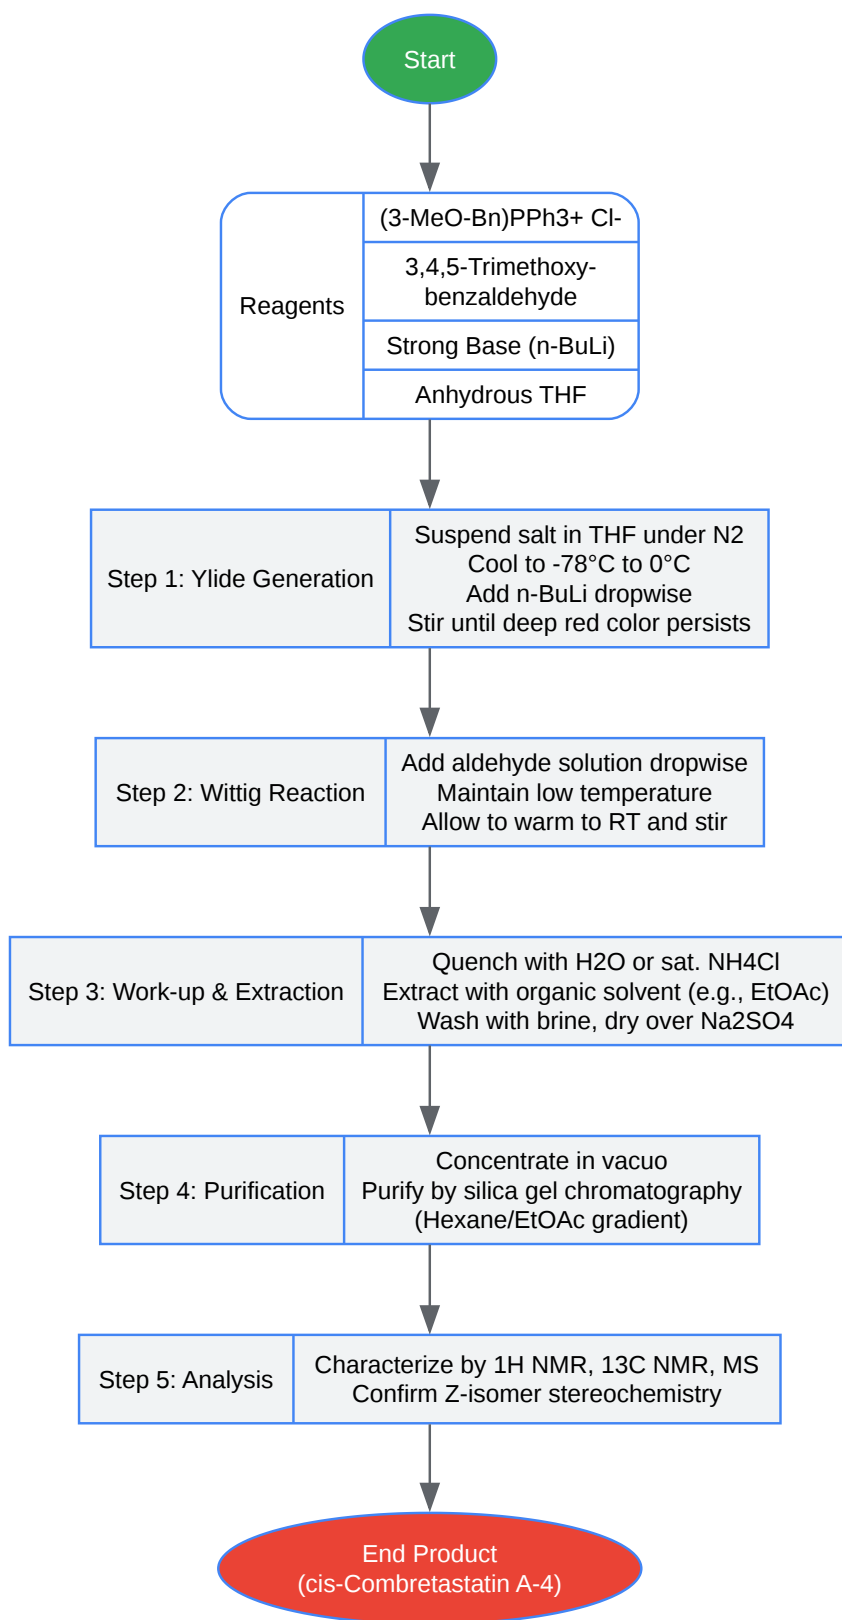 Start
Reagents
(3-MeO-Bn)PPh3+ Cl-
3,4,5-Trimethoxy-
benzaldehyde
Strong Base (n-BuLi)
Anhydrous THF
Step 1: Ylide Generation
Suspend salt in THF under N2
Cool to -78°C to 0°C
Add n-BuLi dropwise
Stir until deep red color persists
Step 2: Wittig Reaction
Add aldehyde solution dropwise
Maintain low temperature
Allow to warm to RT and stir
Step 3: Work-up & Extraction
Quench with H2O or sat. NH4Cl
Extract with organic solvent (e.g., EtOAc)
Wash with brine, dry over Na2SO4
Step 4: Purification
Concentrate in vacuo
Purify by silica gel chromatography
(Hexane/EtOAc gradient)
Step 5: Analysis
Characterize by 1H NMR, 13C NMR, MS
Confirm Z-isomer stereochemistry
End Product
(cis-Combretastatin A-4)